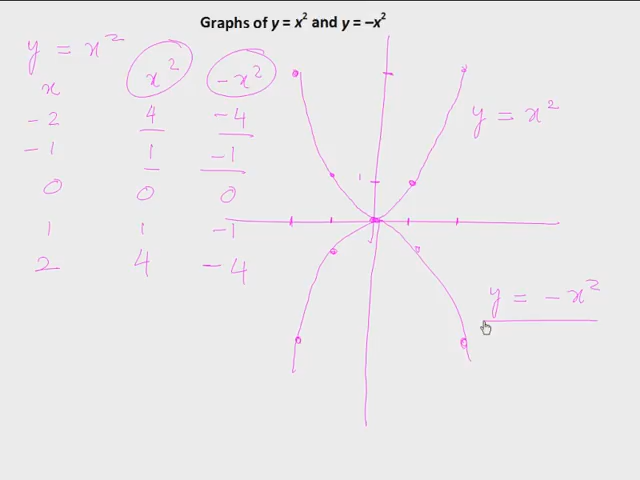 Graphs of y = x² and y = –x²
y = x²
x x² -x²
-2 4 -4
-1 1 -1
0 0 0
1 1 -1
2 4 -4
y = x²
1
y = -x²